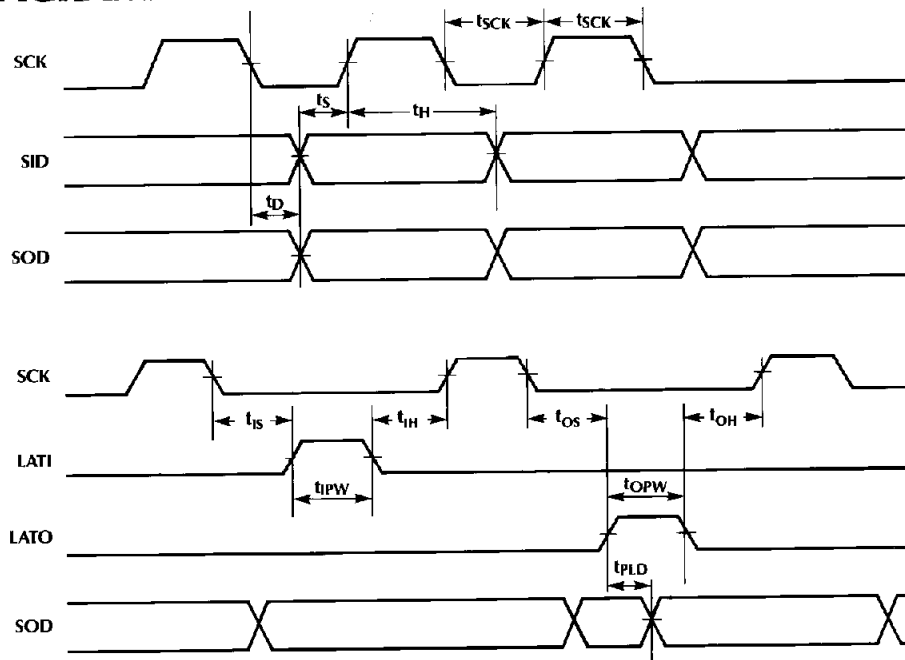 tSCK tSCK
SCK
tS tH
SID
tD
SOD
SCK
tIS tIH tOS tOH
LATI
tIPW tOPW
LATO
tPLD
SOD